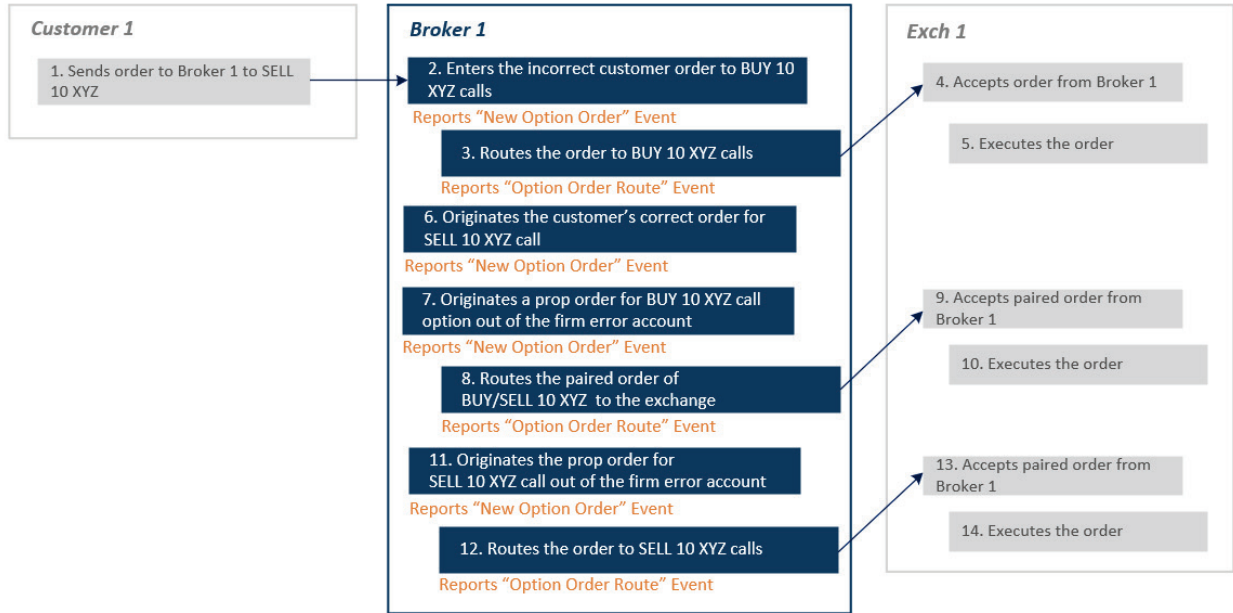 Customer 1
1. Sends order to Broker 1 to SELL
10 XYZ
Broker 1
2. Enters the incorrect customer order to BUY 10
XYZ calls
Reports “New Option Order” Event
3. Routes the order to BUY 10 XYZ calls
Reports “Option Order Route” Event
6. Originates the customer’s correct order for
SELL 10 XYZ call
Reports “New Option Order” Event
7. Originates a prop order for BUY 10 XYZ call
option out of the firm error account
Reports “New Option Order” Event
8. Routes the paired order of
BUY/SELL 10 XYZ to the exchange
Reports “Option Order Route” Event
11. Originates the prop order for
SELL 10 XYZ call out of the firm error account
Reports “New Option Order” Event
12. Routes the order to SELL 10 XYZ calls
Reports “Option Order Route” Event
Exch 1
4. Accepts order from Broker 1
5. Executes the order
9. Accepts paired order from
Broker 1
10. Executes the order
13. Accepts paired order from
Broker 1
14. Executes the order